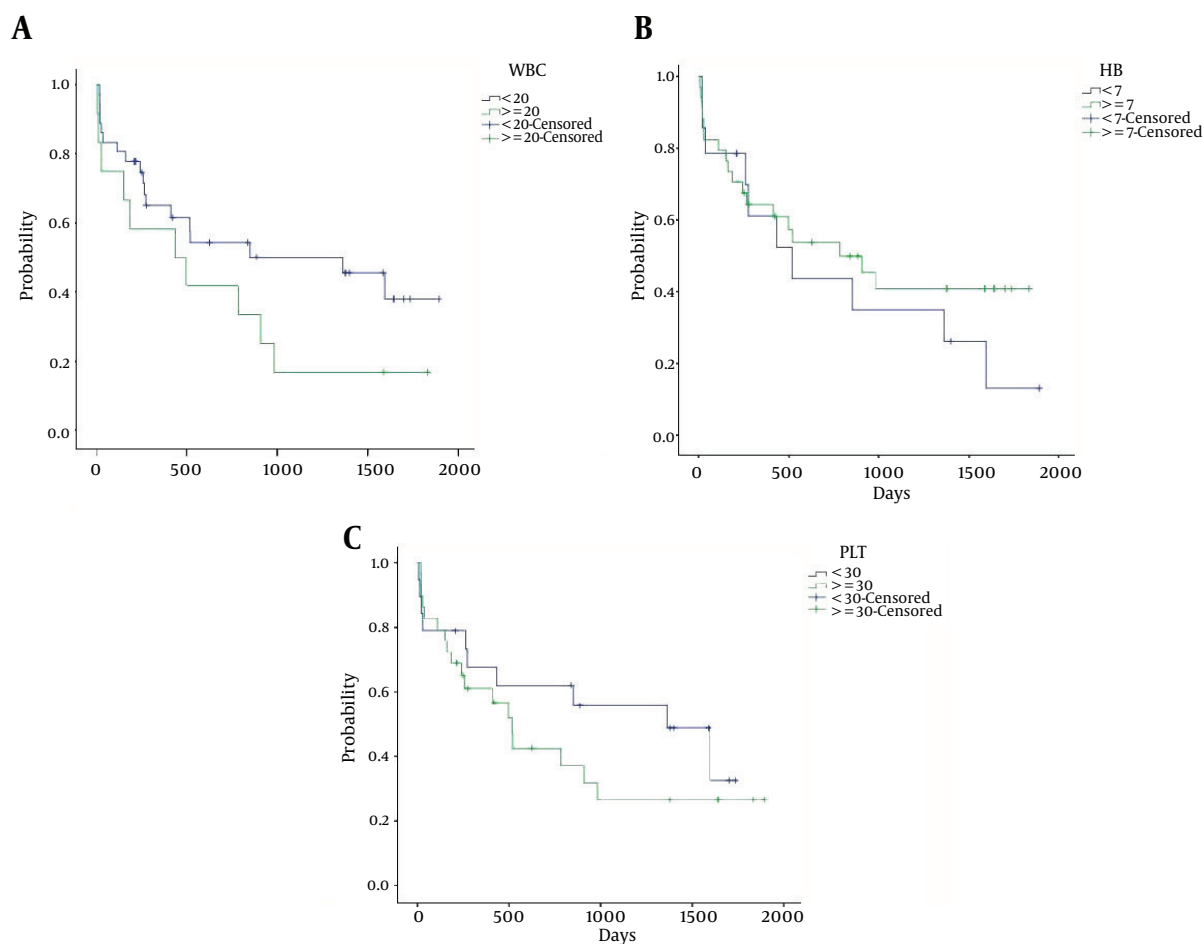 A
WBC
<20
>=20
<20-Censored
>=20-Censored
Probability
1.0
0.8
0.6
0.4
0.2
0.0
0 500 1000 1500 2000
B
HB
<7
>=7
<7-Censored
>=7-Censored
Probability
1.0
0.8
0.6
0.4
0.2
0.0
0 500 1000 1500 2000
Days
C
PLT
<30
>=30
<30-Censored
>=30-Censored
Probability
1.0
0.8
0.6
0.4
0.2
0.0
0 500 1000 1500 2000
Days